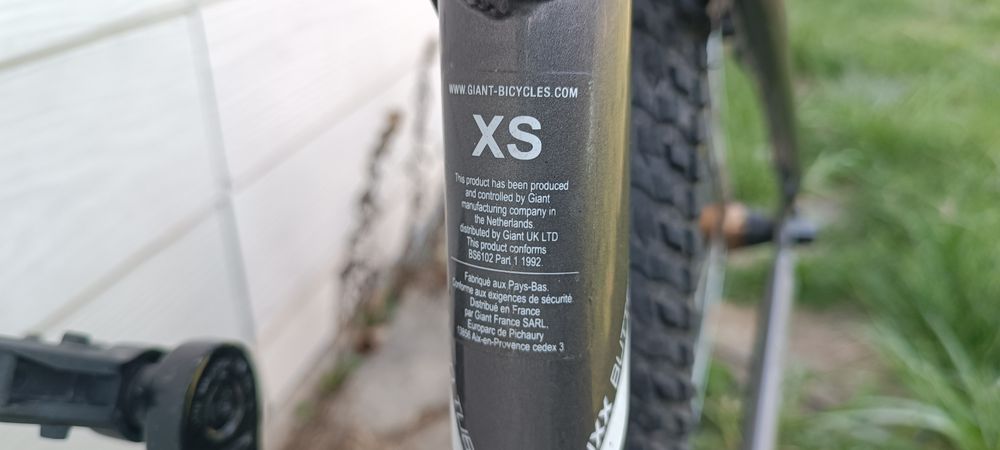 WWW.GIANT-BICYCLES.COM
XS
This product has been produced
and controlled by Giant
manufacturing company in
the Netherlands.
distributed by Giant UK LTD
This product conforms
BS6102 Part 1 1992.
Fabriqué aux Pays-Bas.
Conforme aux éxigences de sécurité
Distribué en France
par Giant France SARL.
Europarc de Pichaury
13856 Aix-en-Provence cedex 3